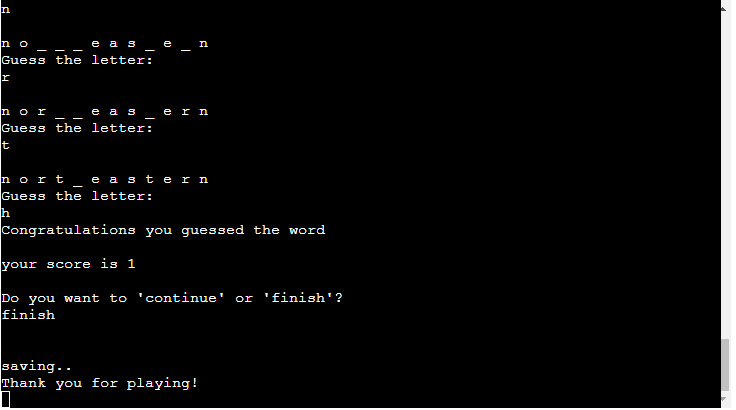 n
n o _ _ _ e a s _ e _ n
Guess the letter:
r
n o r _ _ e a s _ e r n
Guess the letter:
t
n o r t _ e a s t e r n
Guess the letter:
h
Congratulations you guessed the word
your score is 1
Do you want to 'continue' or 'finish'?
finish
saving..
Thank you for playing!